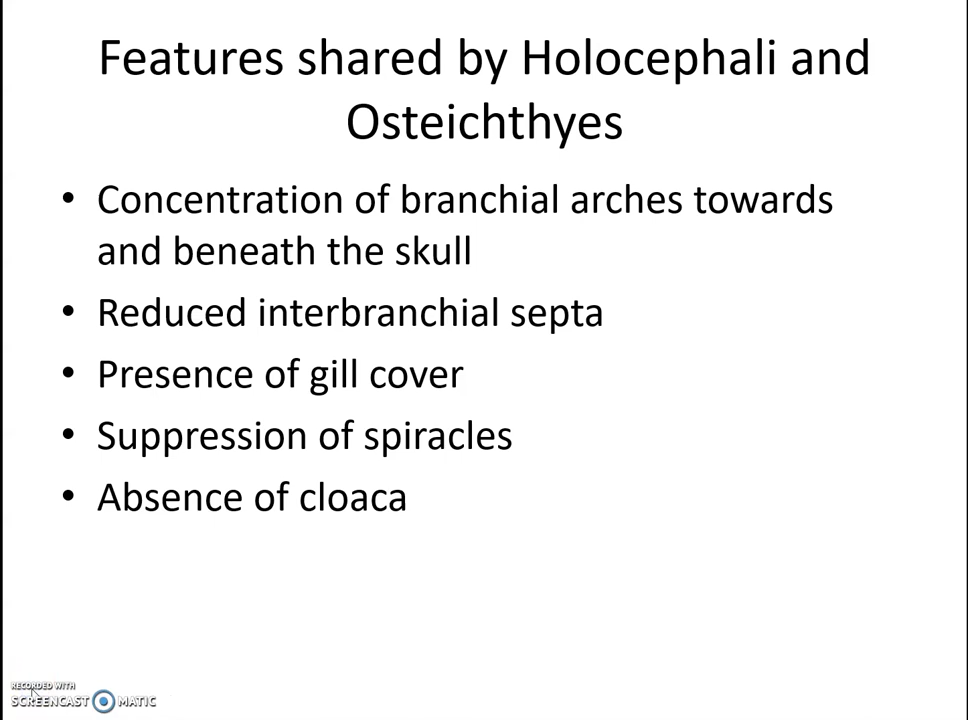 Features shared by Holocephali and
Osteichthyes
• Concentration of branchial arches towards
and beneath the skull
• Reduced interbranchial septa
• Presence of gill cover
• Suppression of spiracles
• Absence of cloaca
RECORDED WITH
SCREENCAST MATIC